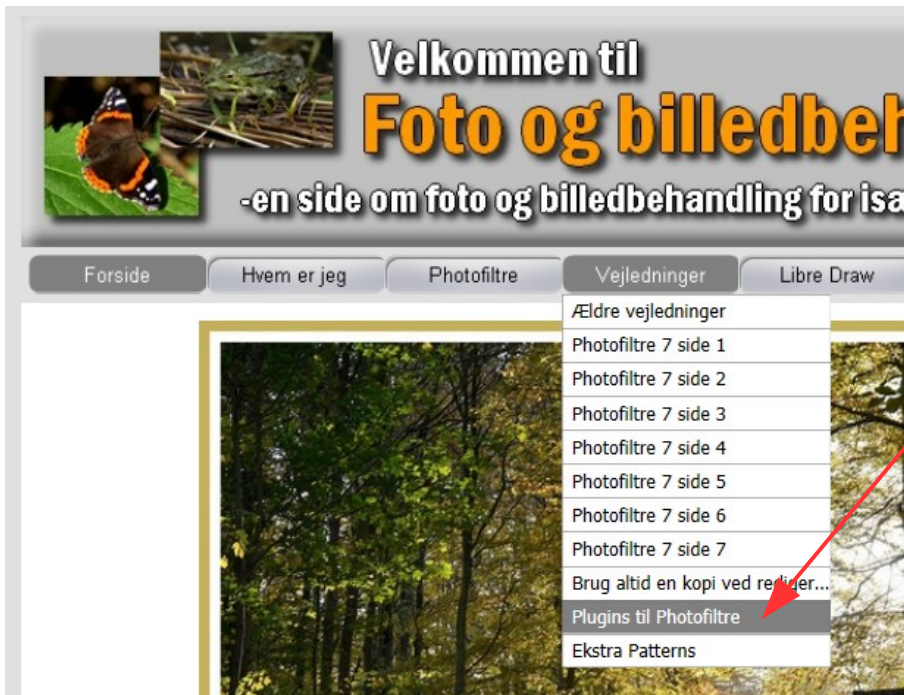 Velkommen til
Foto og billedbeh
-en side om foto og billedbehandling for isæ
Forside Hvem er jeg Photofiltre Vejledninger Libre Draw
Ældre vejledninger
Photofiltre 7 side 1
Photofiltre 7 side 2
Photofiltre 7 side 3
Photofiltre 7 side 4
Photofiltre 7 side 5
Photofiltre 7 side 6
Photofiltre 7 side 7
Brug altid en kopi ved rediger...
Plugins til Photofiltre
Ekstra Patterns